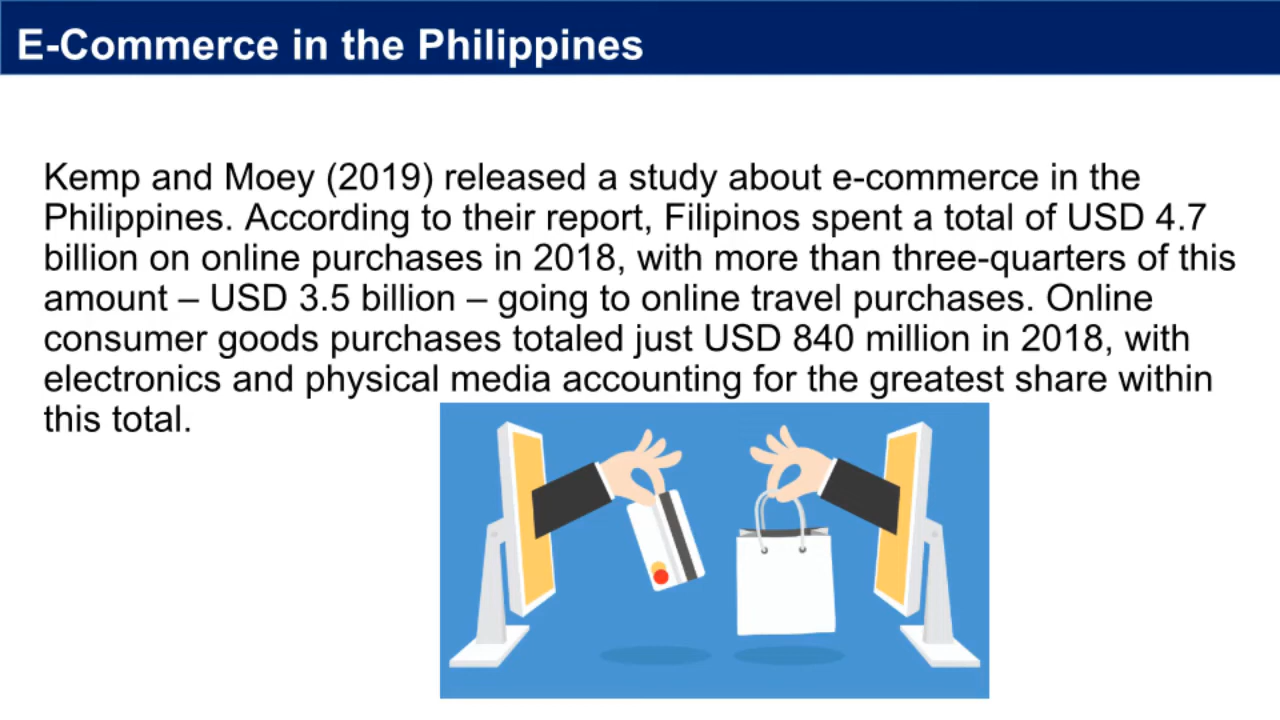 E-Commerce in the Philippines
Kemp and Moey (2019) released a study about e-commerce in the
Philippines. According to their report, Filipinos spent a total of USD 4.7
billion on online purchases in 2018, with more than three-quarters of this
amount – USD 3.5 billion – going to online travel purchases. Online
consumer goods purchases totaled just USD 840 million in 2018, with
electronics and physical media accounting for the greatest share within
this total.